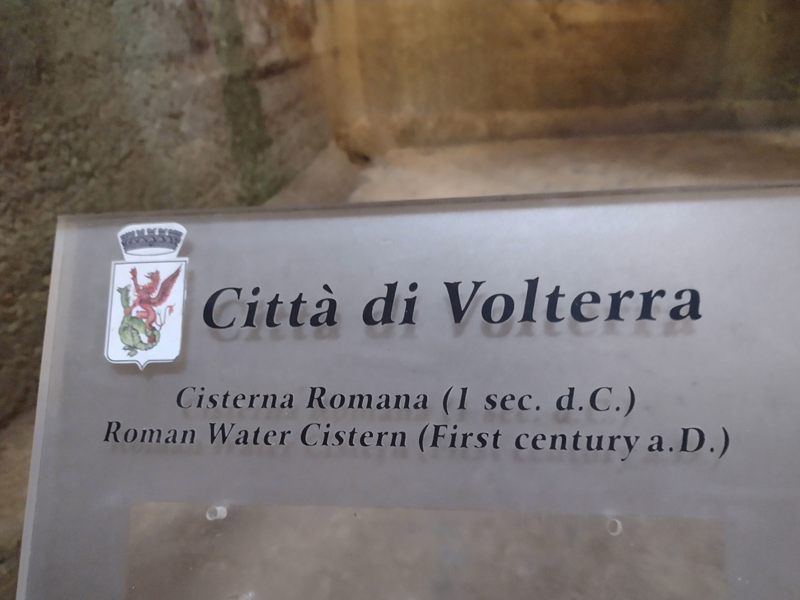 Città di Volterra
Cisterna Romana (1 sec. d.C.)
Roman Water Cistern (First century a.D.)